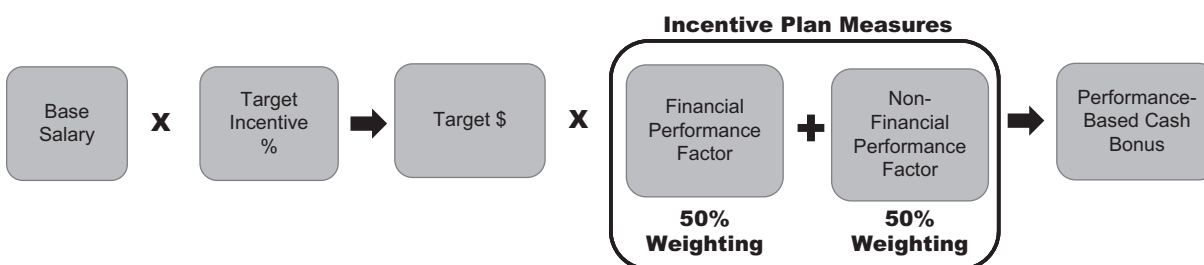 Incentive Plan Measures
Base
Salary
X
Target
Incentive
%
Target $
X
Financial
Performance
Factor
+
Non-
Financial
Performance
Factor
Performance-
Based Cash
Bonus
50%
Weighting
50%
Weighting